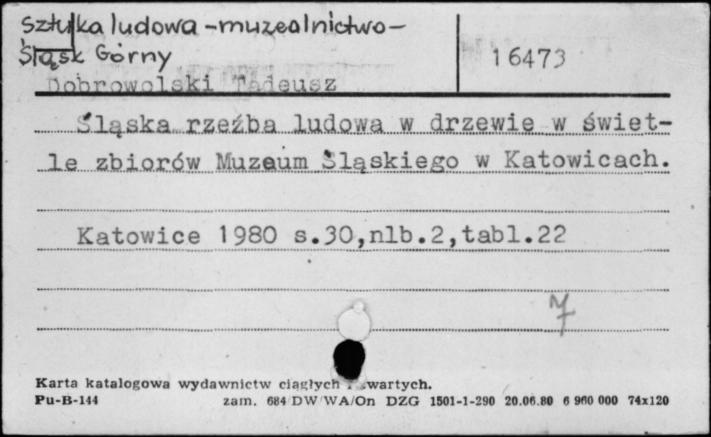 Sztuka ludowa - muzealnictwo -
Śląsk Górny
16473
Dobrowolski Tadeusz
Śląska rzeźba ludowa w drzewie w świet-
le zbiorów Muzeum Śląskiego w Katowicach.
Katowice 1980 s.30,nlb.2,tabl.22
7
Karta katalogowa wydawnictw ciągłych wartych.
Pu-B-144 zam. 684 DW WA/On DZG 1501-1-290 20.06.80 6 960 000 74x120